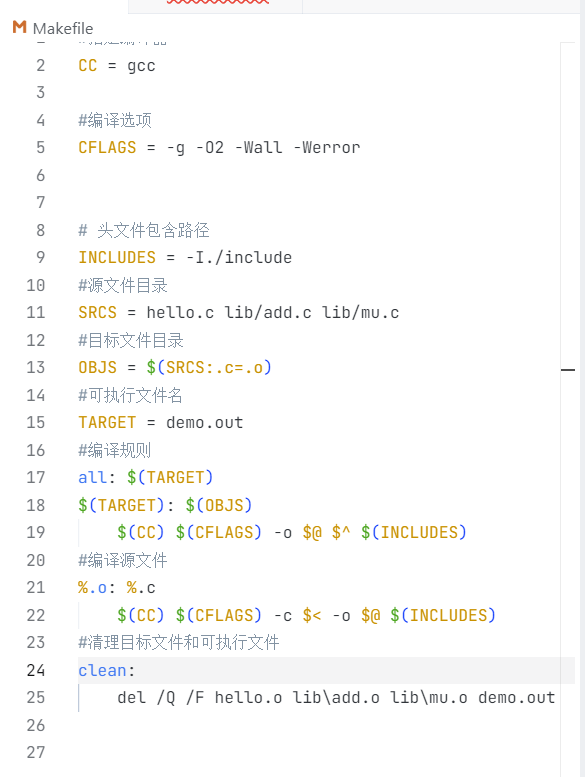 Makefile
2 CC = gcc
3
4 #编译选项
5 CFLAGS = -g -O2 -Wall -Werror
6
7
8 # 头文件包含路径
9 INCLUDES = -I./include
10 #源文件目录
11 SRCS = hello.c lib/add.c lib/mu.c
12 #目标文件目录
13 OBJS = $(SRCS:.c=.o)
14 #可执行文件名
15 TARGET = demo.out
16 #编译规则
17 all: $(TARGET)
18 $(TARGET): $(OBJS)
19 $(CC) $(CFLAGS) -o $@ $^ $(INCLUDES)
20 #编译源文件
21 %.o: %.c
22 $(CC) $(CFLAGS) -c $< -o $@ $(INCLUDES)
23 #清理目标文件和可执行文件
24 clean:
25 del /Q /F hello.o lib\add.o lib\mu.o demo.out
26
27